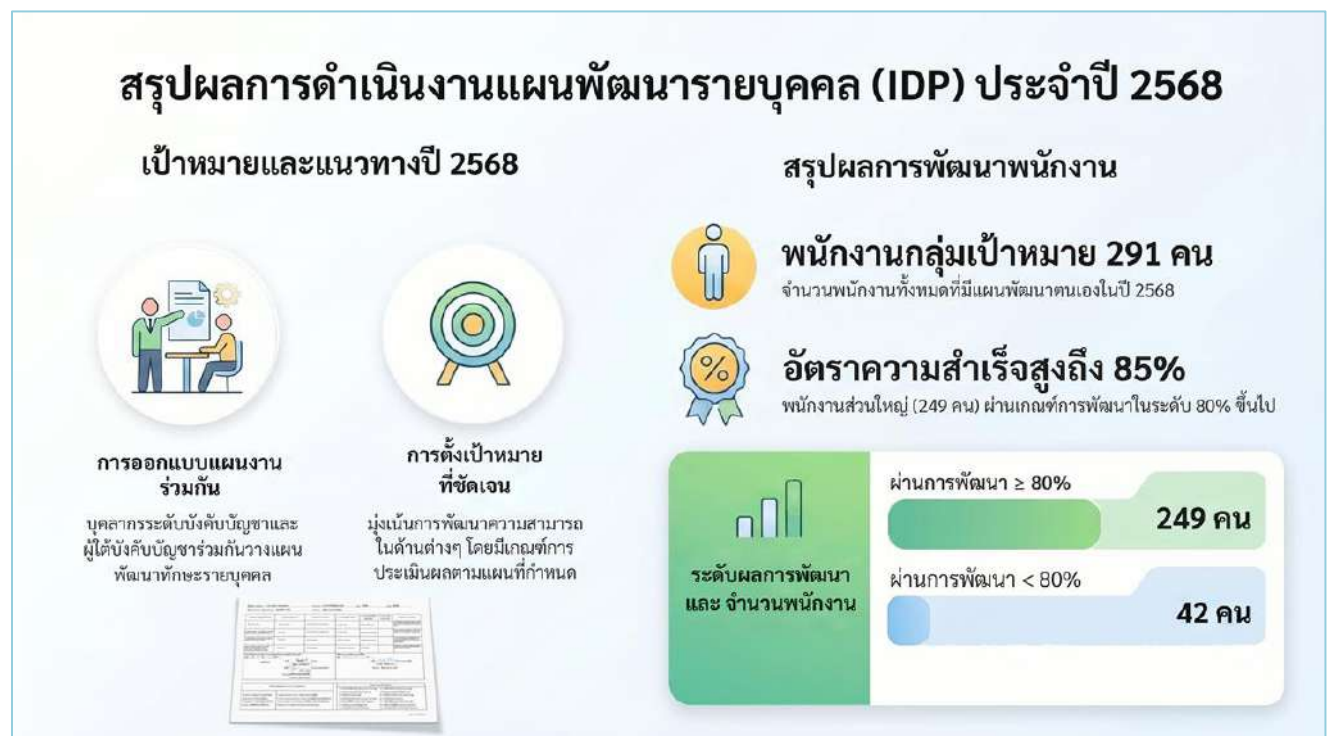 สรุปผลการดำเนินงานแผนพัฒนารายบุคคล (IDP) ประจำปี 2568
เป้าหมายและแนวทางปี 2568
การออกแบบแผนงาน
ร่วมกัน
บุคลากรระดับบังคับบัญชาและ
ผู้ใต้บังคับบัญชาร่วมกันวางแผน
พัฒนาทักษะรายบุคคล
การตั้งเป้าหมาย
ที่ชัดเจน
มุ่งเน้นการพัฒนาความสามารถ
ในด้านต่างๆ โดยมีเกณฑ์การ
ประเมินผลตามแผนที่กำหนด
สรุปผลการพัฒนาพนักงาน
พนักงานกลุ่มเป้าหมาย 291 คน
จำนวนพนักงานทั้งหมดที่มีแผนพัฒนาตนเองในปี 2568
%
อัตราความสำเร็จสูงถึง 85%
พนักงานส่วนใหญ่ (249 คน) ผ่านเกณฑ์การพัฒนาในระดับ 80% ขึ้นไป
ระดับผลการพัฒนา
และ จำนวนพนักงาน
ผ่านการพัฒนา ≥ 80%
249 คน
ผ่านการพัฒนา < 80%
42 คน